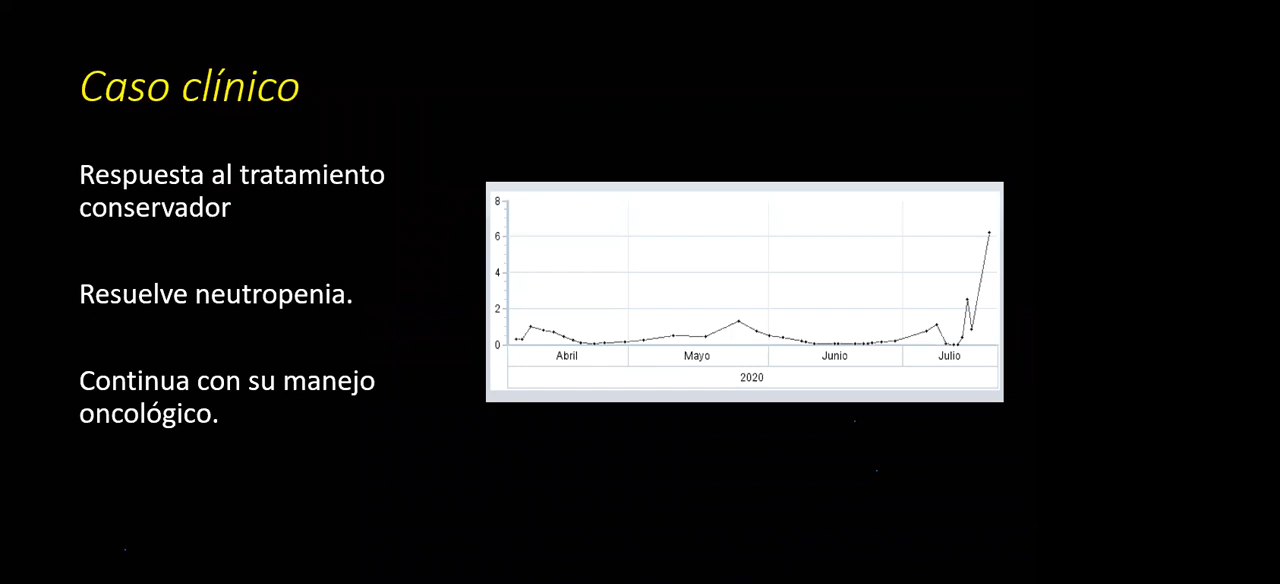 Caso clínico
Respuesta al tratamiento
conservador
Resuelve neutropenia.
Continua con su manejo
oncológico.
8
6
4
2
0
Abril Mayo Junio Julio
2020